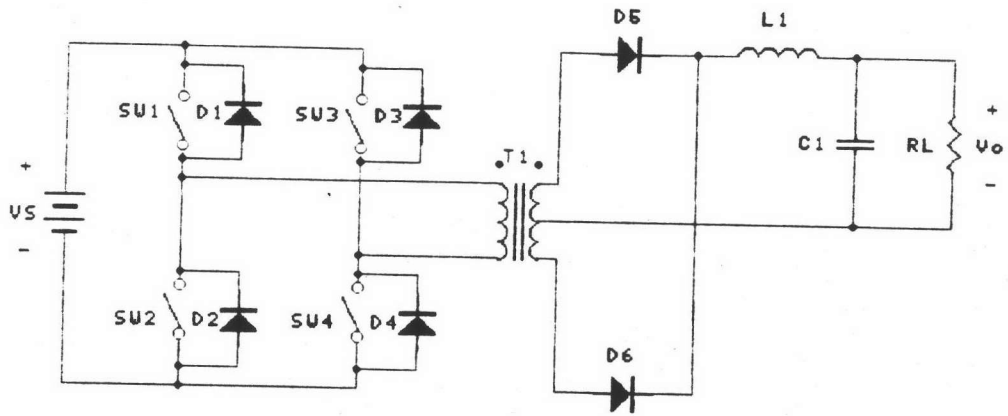 D5
L1
SW1
D1
SW3
D3
+
VS
-
T1
C1
RL
+
Vo
-
SW2
D2
SW4
D4
D6